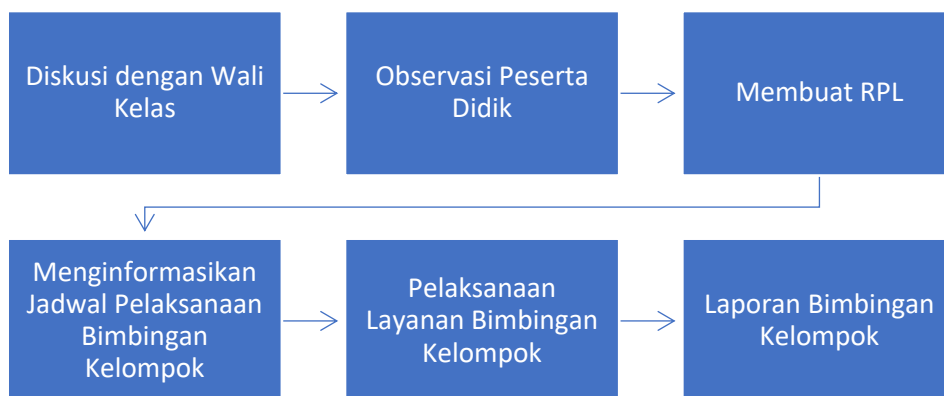 Diskusi dengan Wali
Kelas
Observasi Peserta
Didik
Membuat RPL
Menginformasikan
Jadwal Pelaksanaan
Bimbingan
Kelompok
Pelaksanaan
Layanan Bimbingan
Kelompok
Laporan Bimbingan
Kelompok